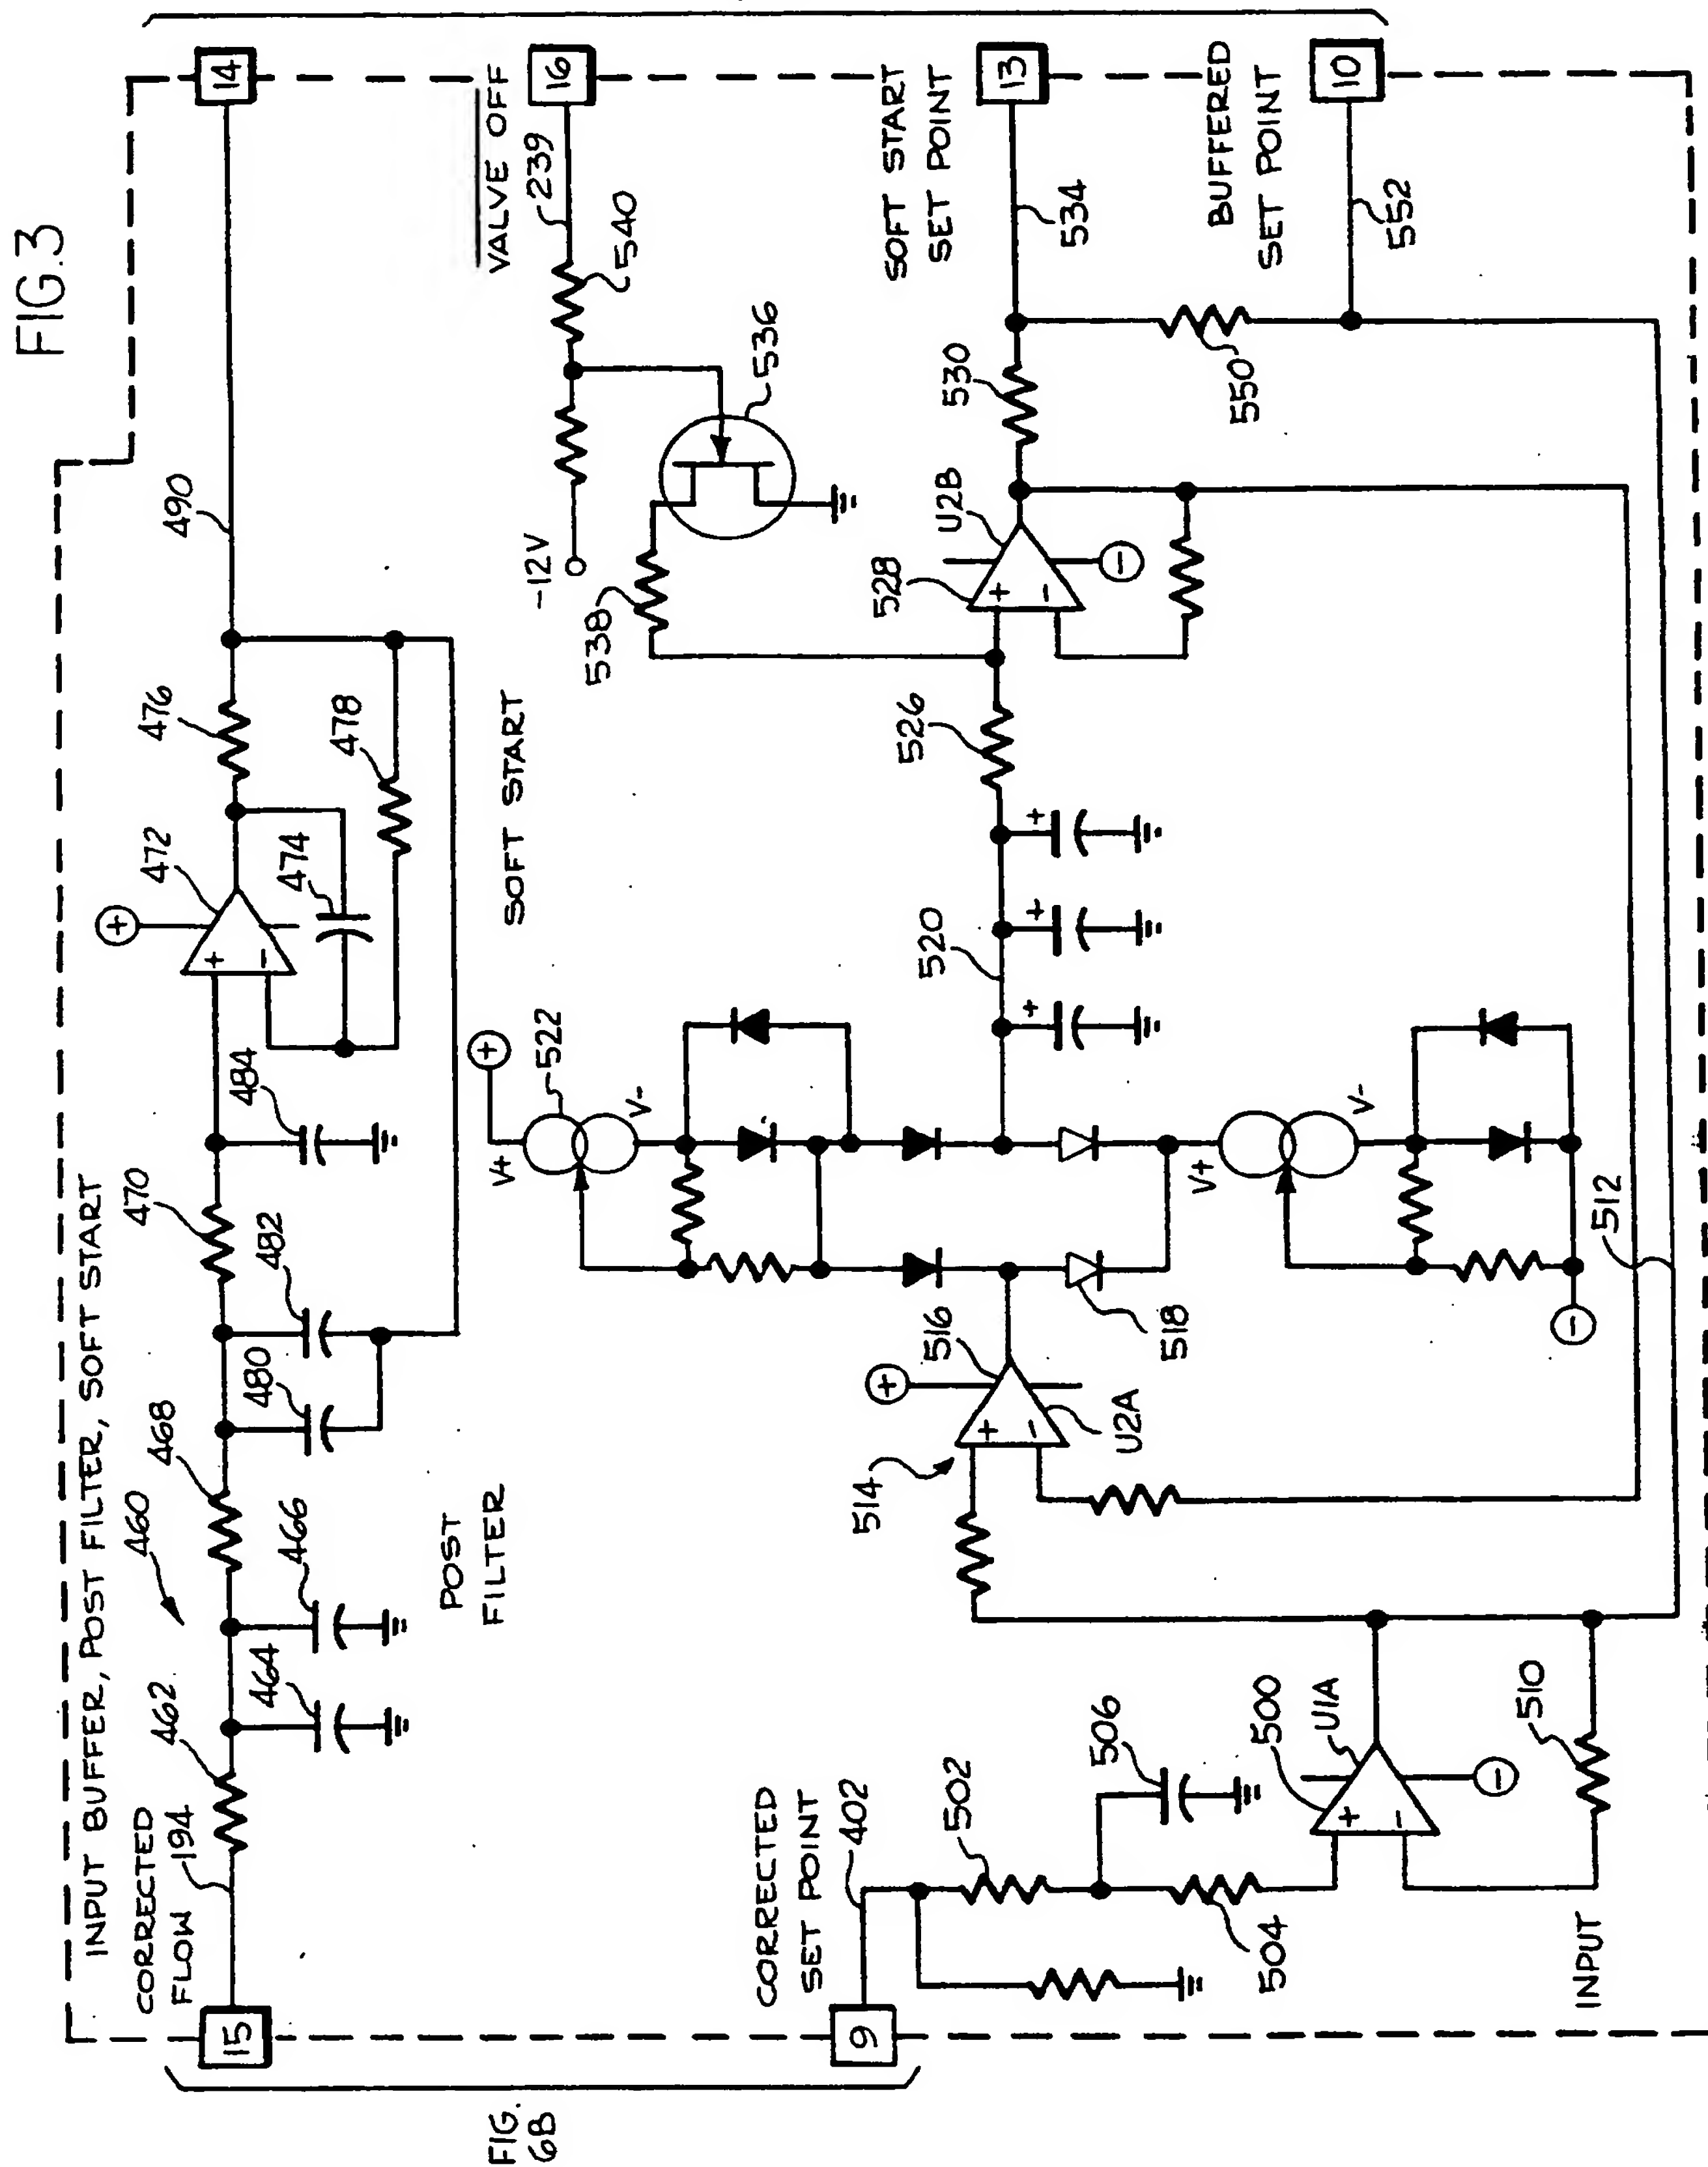 FIG.3
INPUT BUFFER, POST FILTER, SOFT START
CORRECTED
FLOW
194
15
462
464
466
460
468
480
482
470
484
472
474
476
478
490
14
POST
FILTER
SOFT START
VALVE OFF
16
239
540
-12V
536
538
V+
522
V-
520
526
528
U2B
530
SOFT START
SET POINT
13
534
550
BUFFERED
SET POINT
10
552
514
516
U2A
518
V+
V-
512
CORRECTED
SET POINT
402
9
502
506
504
500
U1A
510
INPUT
FIG.
6B
+
-
+
+
-
+
+
-
+
+
+
+
-
-
+
-
-